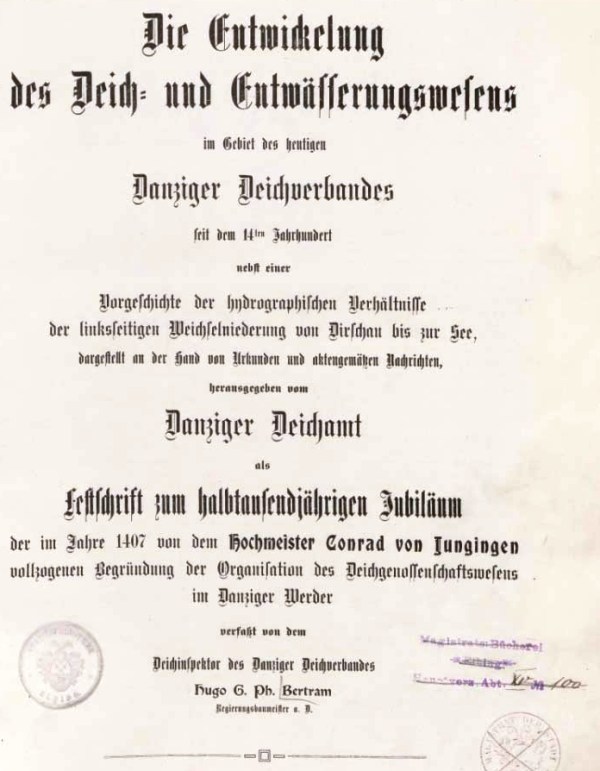 Die Entwickelung
des Deich- und Entwässerungswesens
im Gebiet des heutigen
Danziger Deichverbandes
seit dem 14ten Jahrhundert
nebst einer
Vorgeschichte der hydrographischen Verhältnisse
der linksseitigen Weichselniederung von Dirschau bis zur See,
dargestellt an der Hand von Urkunden und aktengemäßen Nachrichten,
herausgegeben vom
Danziger Deichamt
als
Festschrift zum halbtausendjährigen Jubiläum
der im Jahre 1407 von dem Hochmeister Conrad von Jungingen
vollzogenen Begründung der Organisation des Deichgenossenschaftswesens
im Danziger Werder
verfaßt von dem
Deichinspektor des Danziger Deichverbandes
Hugo G. Ph. Bertram
Regierungsbaumeister a. D.
Magistrats-Bücherei
Abt. XV M 100